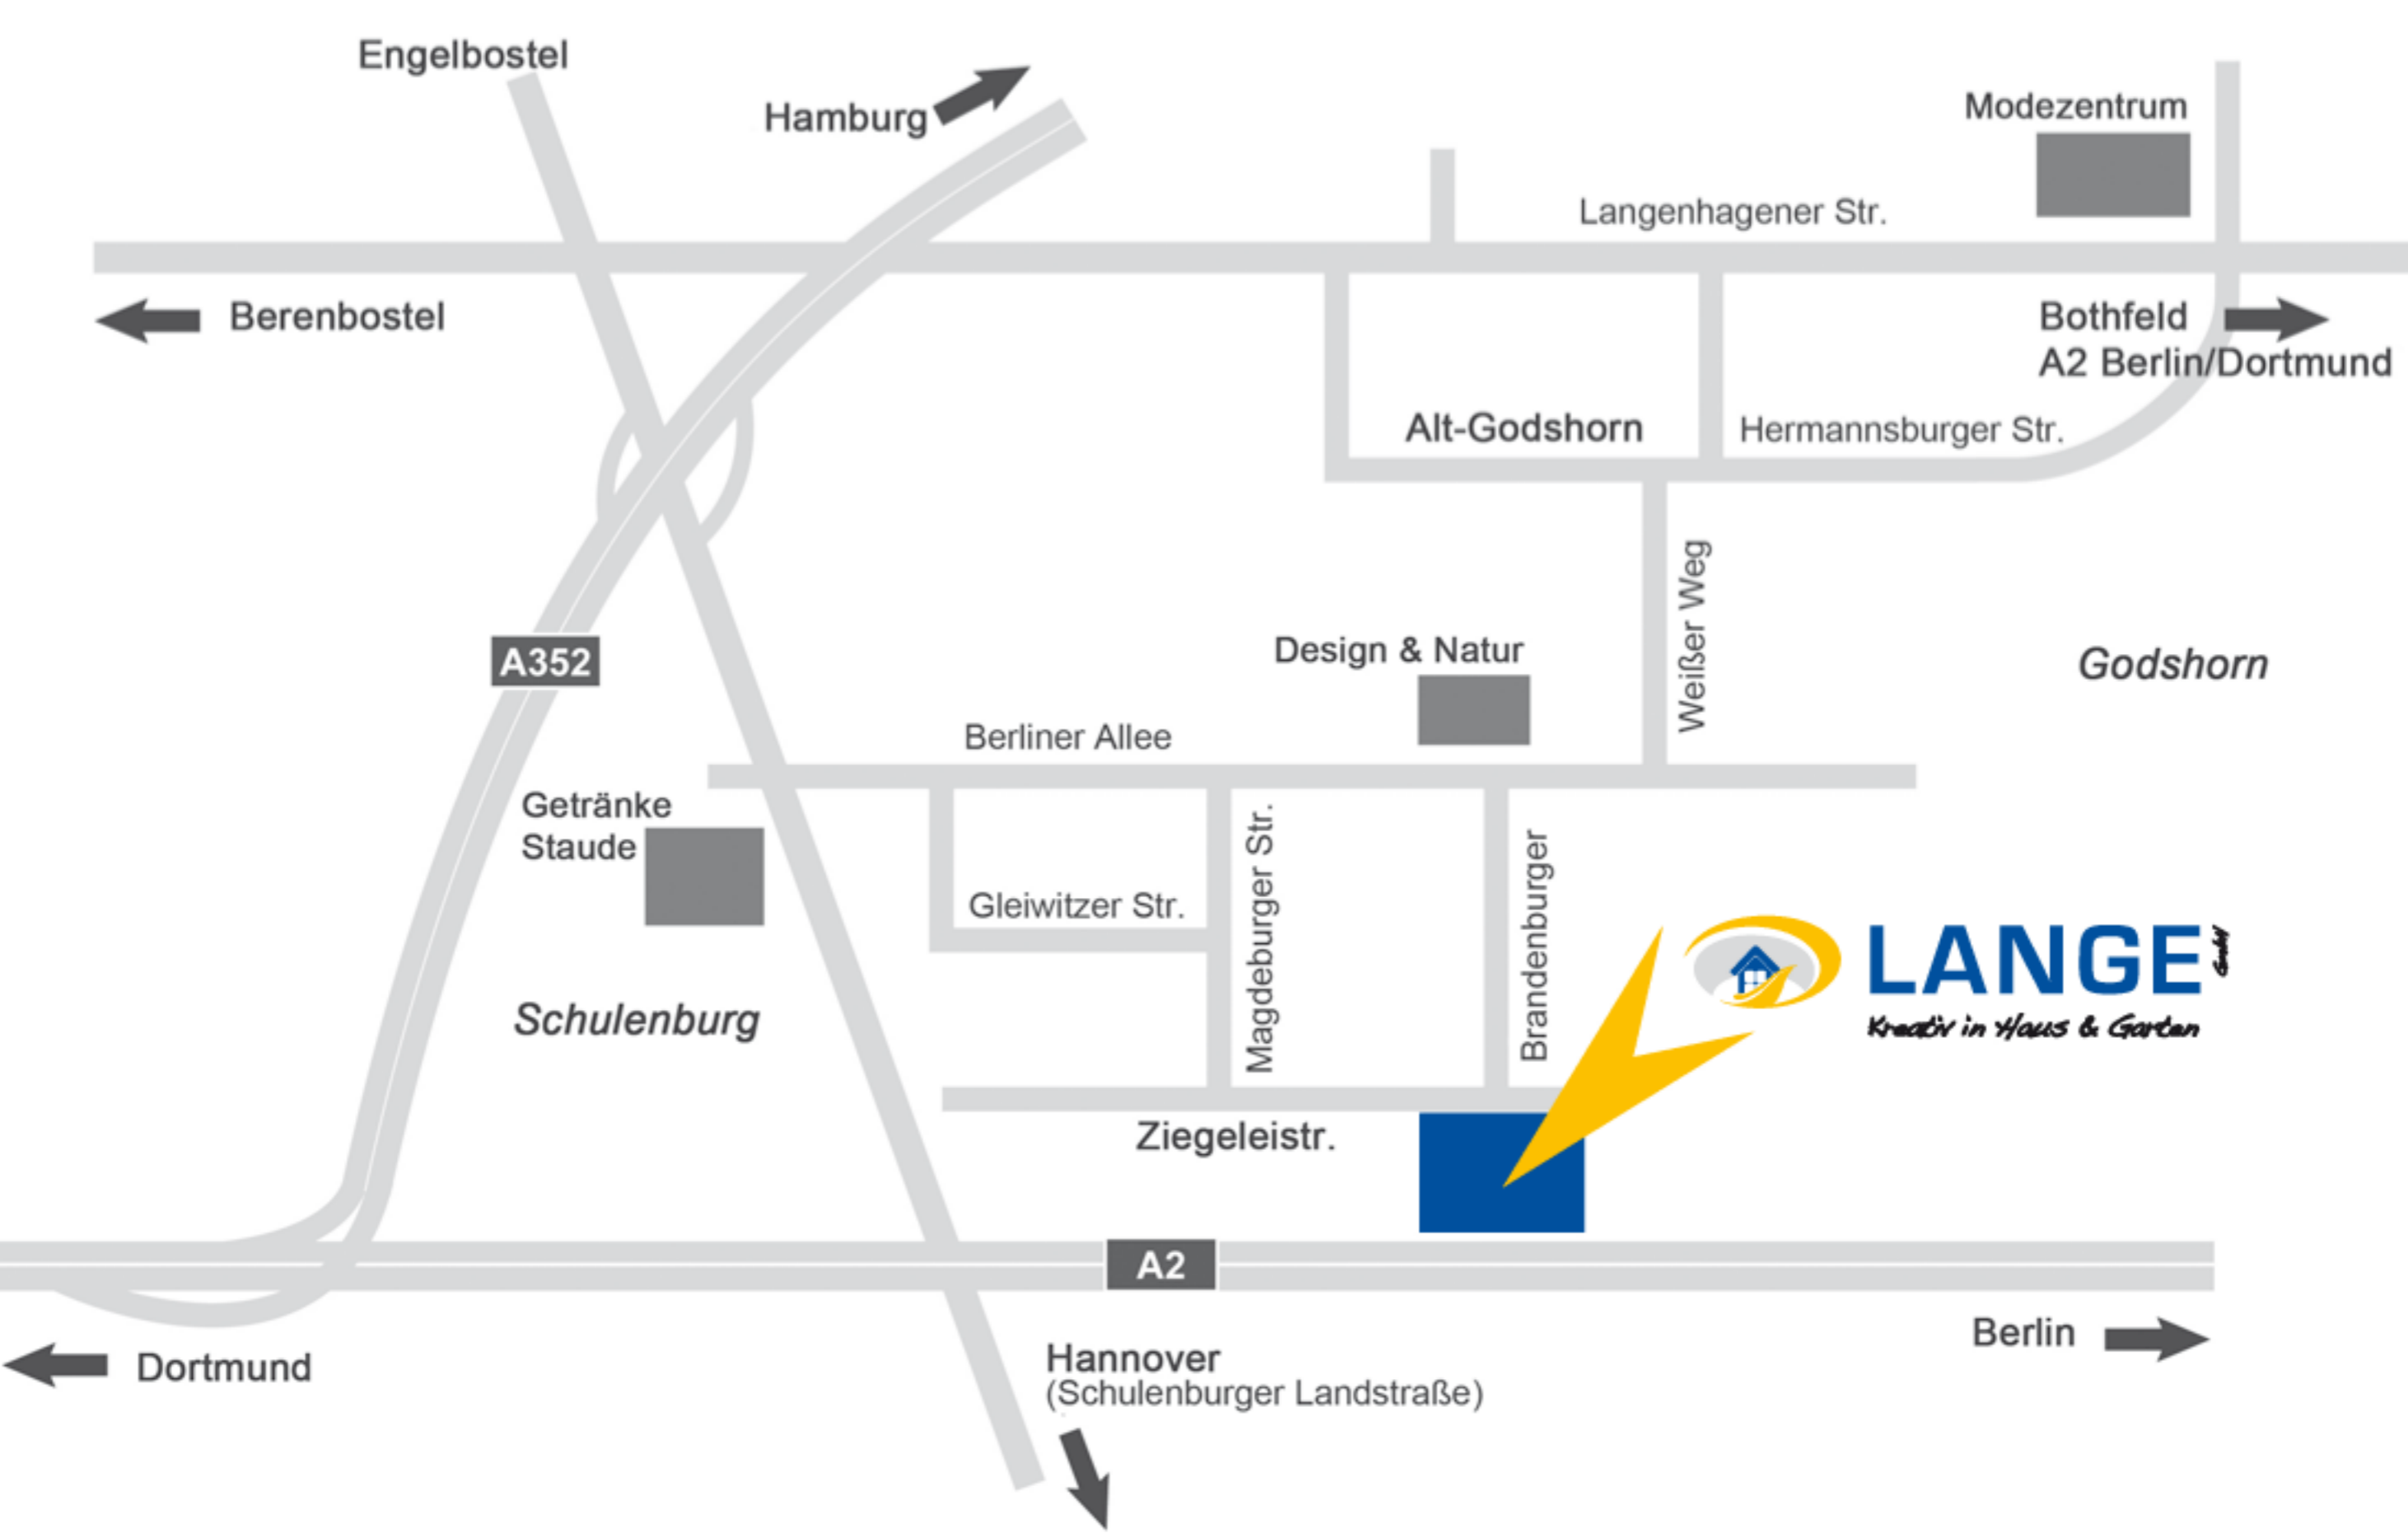 Engelbostel
Hamburg
Modezentrum
Langenhagener Str.
Berenbostel
Bothfeld
A2 Berlin/Dortmund
Alt-Godshorn
Hermannsburger Str.
Weißer Weg
A352
Design & Natur
Godshorn
Berliner Allee
Getränke
Staude
Gleiwitzer Str.
Magdeburger Str.
Brandenburger
LANGE
GmbH
Kreativ in Haus & Garten
Schulenburg
Ziegeleistr.
A2
Berlin
Dortmund
Hannover
(Schulenburger Landstraße)